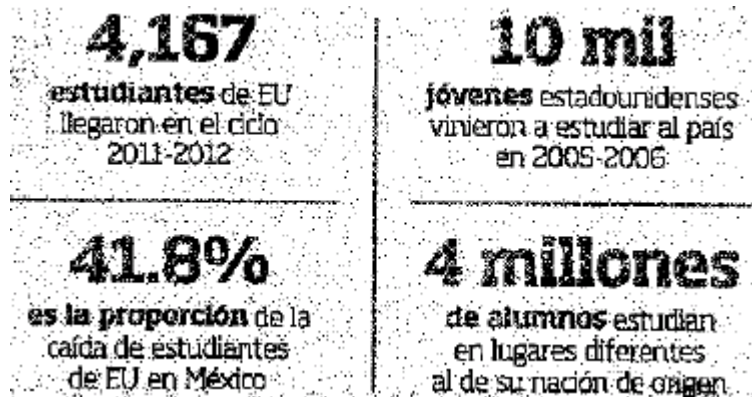 4,167
estudiantes de EU
llegaron en el ciclo
2011-2012
10 mil
jóvenes estadounidenses
vinieron a estudiar al país
en 2005-2006
41.8%
es la proporción de la
caída de estudiantes
de EU en México
4 millones
de alumnos estudian
en lugares diferentes
al de su nación de origen